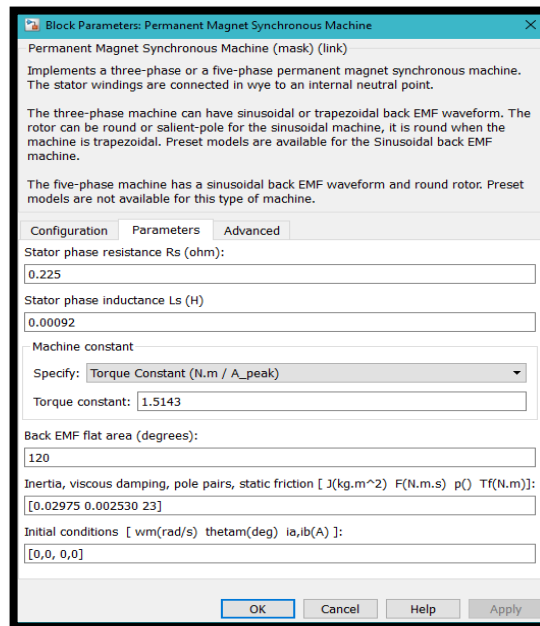 Block Parameters: Permanent Magnet Synchronous Machine
Permanent Magnet Synchronous Machine (mask) (link)
Implements a three-phase or a five-phase permanent magnet synchronous machine.
The stator windings are connected in wye to an internal neutral point.
The three-phase machine can have sinusoidal or trapezoidal back EMF waveform. The
rotor can be round or salient-pole for the sinusoidal machine, it is round when the
machine is trapezoidal. Preset models are available for the Sinusoidal back EMF
machine.
The five-phase machine has a sinusoidal back EMF waveform and round rotor. Preset
models are not available for this type of machine.
Configuration Parameters Advanced
Stator phase resistance Rs (ohm):
0.225
Stator phase inductance Ls (H)
0.00092
Machine constant
Specify: Torque Constant (N.m / A_peak)
Torque constant: 1.5143
Back EMF flat area (degrees):
120
Inertia, viscous damping, pole pairs, static friction [ J(kg.m^2) F(N.m.s) p() Tf(N.m)]:
[0.02975 0.002530 23]
Initial conditions [ wm(rad/s) thetam(deg) ia,ib(A) ]:
[0,0, 0,0]
OK Cancel Help Apply